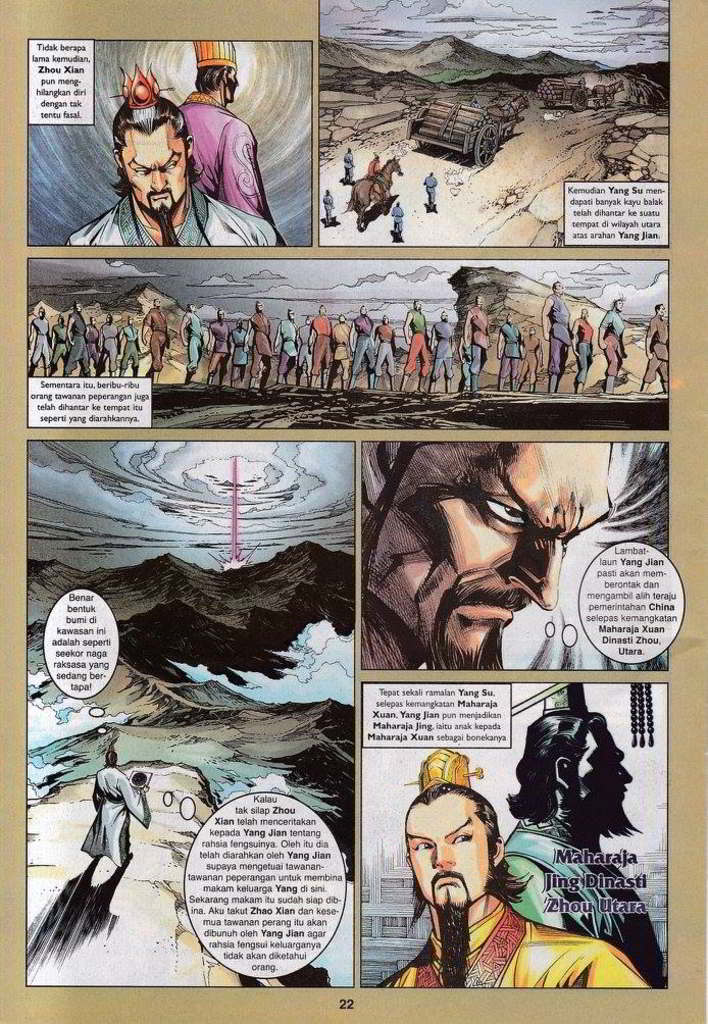 Tidak berapa
lama kemudian,
Zhou Xian
pun meng-
hilangkan diri
dengan tak
tentu fasal.
Kemudian Yang Su men-
dapati banyak kayu balak
telah dihantar ke suatu
tempat di wilayah utara
atas arahan Yang Jian.
Sementara itu, beribu-ribu
orang tawanan peperangan juga
telah dihantar ke tempat itu
seperti yang diarahkannya.
Benar
bentuk
bumi di
kawasan ini
adalah seperti
seekor naga
raksasa yang
sedang ber-
tapa!
Kalau
tak silap Zhou
Xian telah menceritakan
kepada Yang Jian tentang
rahsia fengsuinya. Oleh itu dia
telah diarahkan oleh Yang Jian
supaya mengetuai tawanan-
tawanan peperangan untuk membina
makam keluarga Yang di sini.
Sekarang makam itu sudah siap dib-
ina. Aku takut Zhao Xian dan kese-
mua tawanan perang itu akan
dibunuh oleh Yang Jian agar
rahsia fengsui keluarganya
tidak akan diketahui
orang.
Lambat-
laun Yang Jian
pasti akan mem-
berontak dan
mengambil alih teraju
pemerintahan China
selepas kemangkatan
Maharaja Xuan
Dinasti Zhou,
Utara.
Tepat sekali ramalan Yang Su,
selepas kemangkatan Maharaja
Xuan, Yang Jian pun menjadikan
Maharaja Jing, iaitu anak kepada
Maharaja Xuan sebagai bonekanya
Maharaja
Jing Dinasti
Zhou Utara
22